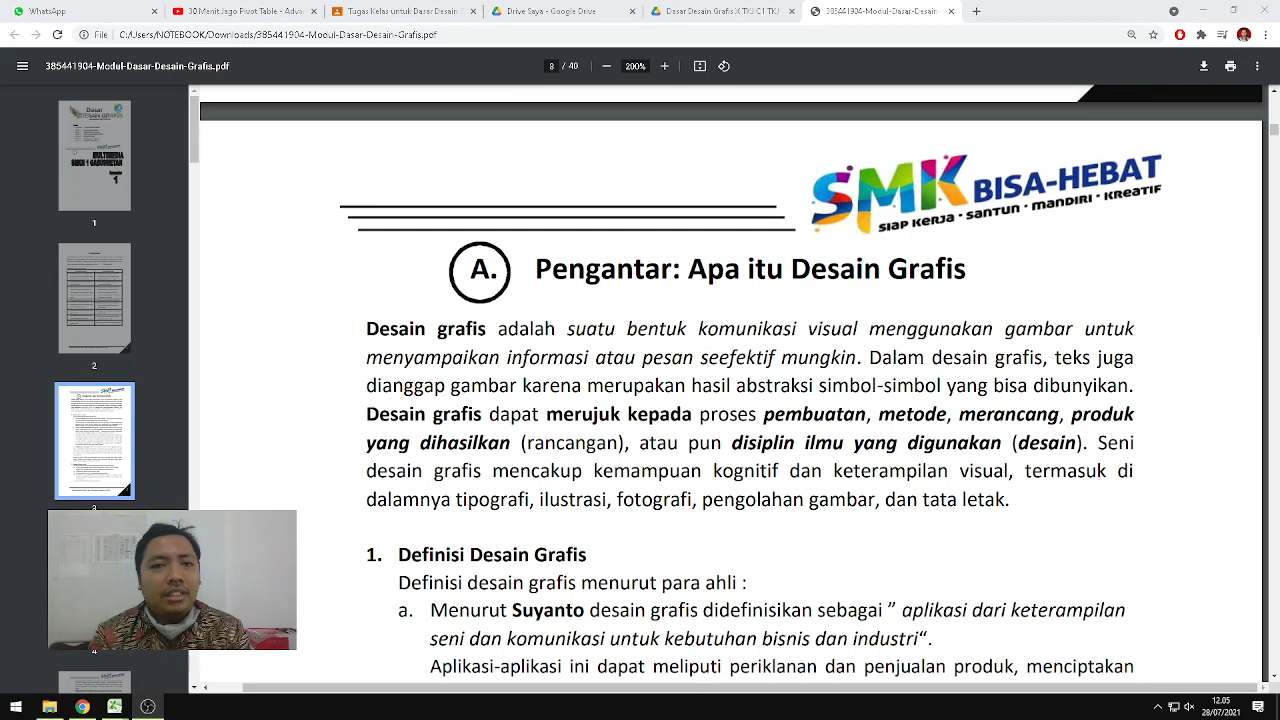 WhatsApp
30 Menit Jago Pivot Table - Adva
Tugas Kelas untuk Dasar Desain G
Drive Saya - Google Drive
Dasar Desain Grafis X TKJ C1 TA
385441904-Modul-Dasar-Desain-
File C:/Users/NOTEBOOK/Downloads/385441904-Modul-Dasar-Desain-Grafis.pdf
385441904-Modul-Dasar-Desain-Grafis.pdf
8 / 40
200%
Dasar
DESAIN GRAFIS
MULTIMEDIA
1
1
2
3
4
SMK BISA-HEBAT
SIAP KERJA · SANTUN · MANDIRI · KREATIF
A. Pengantar: Apa itu Desain Grafis
Desain grafis adalah suatu bentuk komunikasi visual menggunakan gambar untuk
menyampaikan informasi atau pesan seefektif mungkin. Dalam desain grafis, teks juga
dianggap gambar karena merupakan hasil abstraksi simbol-simbol yang bisa dibunyikan.
Desain grafis dapat merujuk kepada proses pembuatan, metode merancang, produk
yang dihasilkan (rancangan), atau pun disiplin ilmu yang digunakan (desain). Seni
desain grafis mencakup kemampuan kognitif dan keterampilan visual, termasuk di
dalamnya tipografi, ilustrasi, fotografi, pengolahan gambar, dan tata letak.
1. Definisi Desain Grafis
Definisi desain grafis menurut para ahli :
a. Menurut Suyanto desain grafis didefinisikan sebagai ” aplikasi dari keterampilan
seni dan komunikasi untuk kebutuhan bisnis dan industri“.
Aplikasi-aplikasi ini dapat meliputi periklanan dan penjualan produk, menciptakan
12.05
28/07/2021